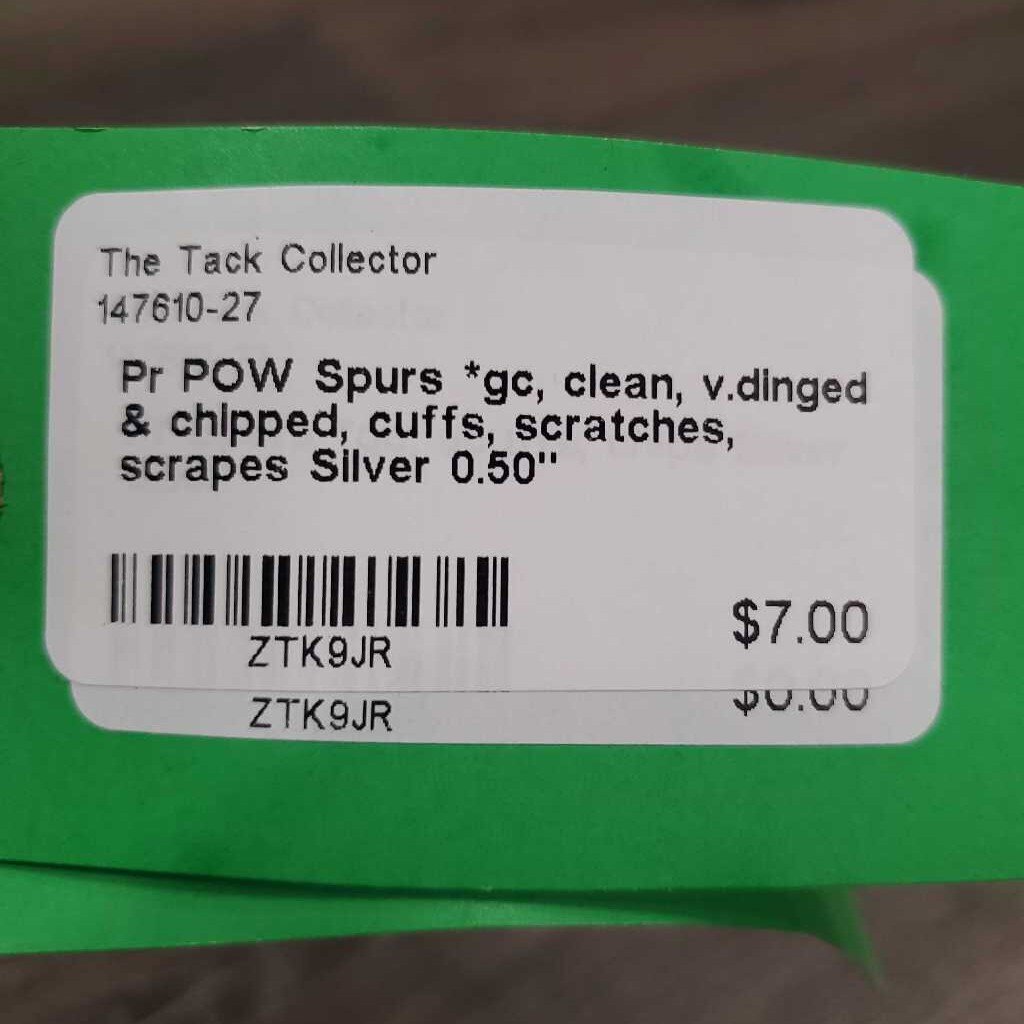 The Tack Collector
147610-27
Pr POW Spurs *gc, clean, v.dinged
& chipped, cuffs, scratches,
scrapes Silver 0.50"
ZTK9JR
$7.00
ZTK9JR